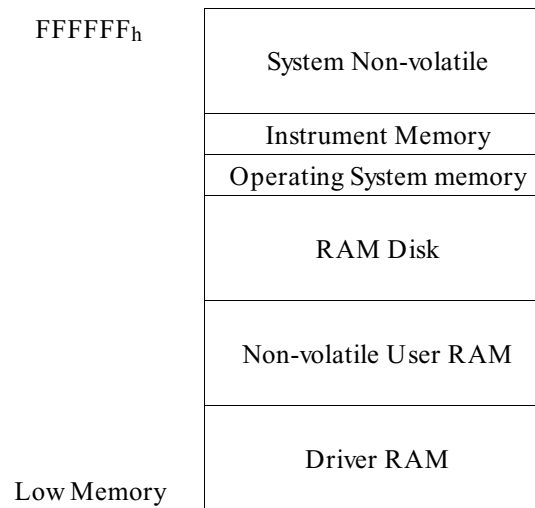 FFFFFFh
System Non-volatile
Instrument Memory
Operating System memory
RAM Disk
Non-volatile User RAM
Driver RAM
Low Memory